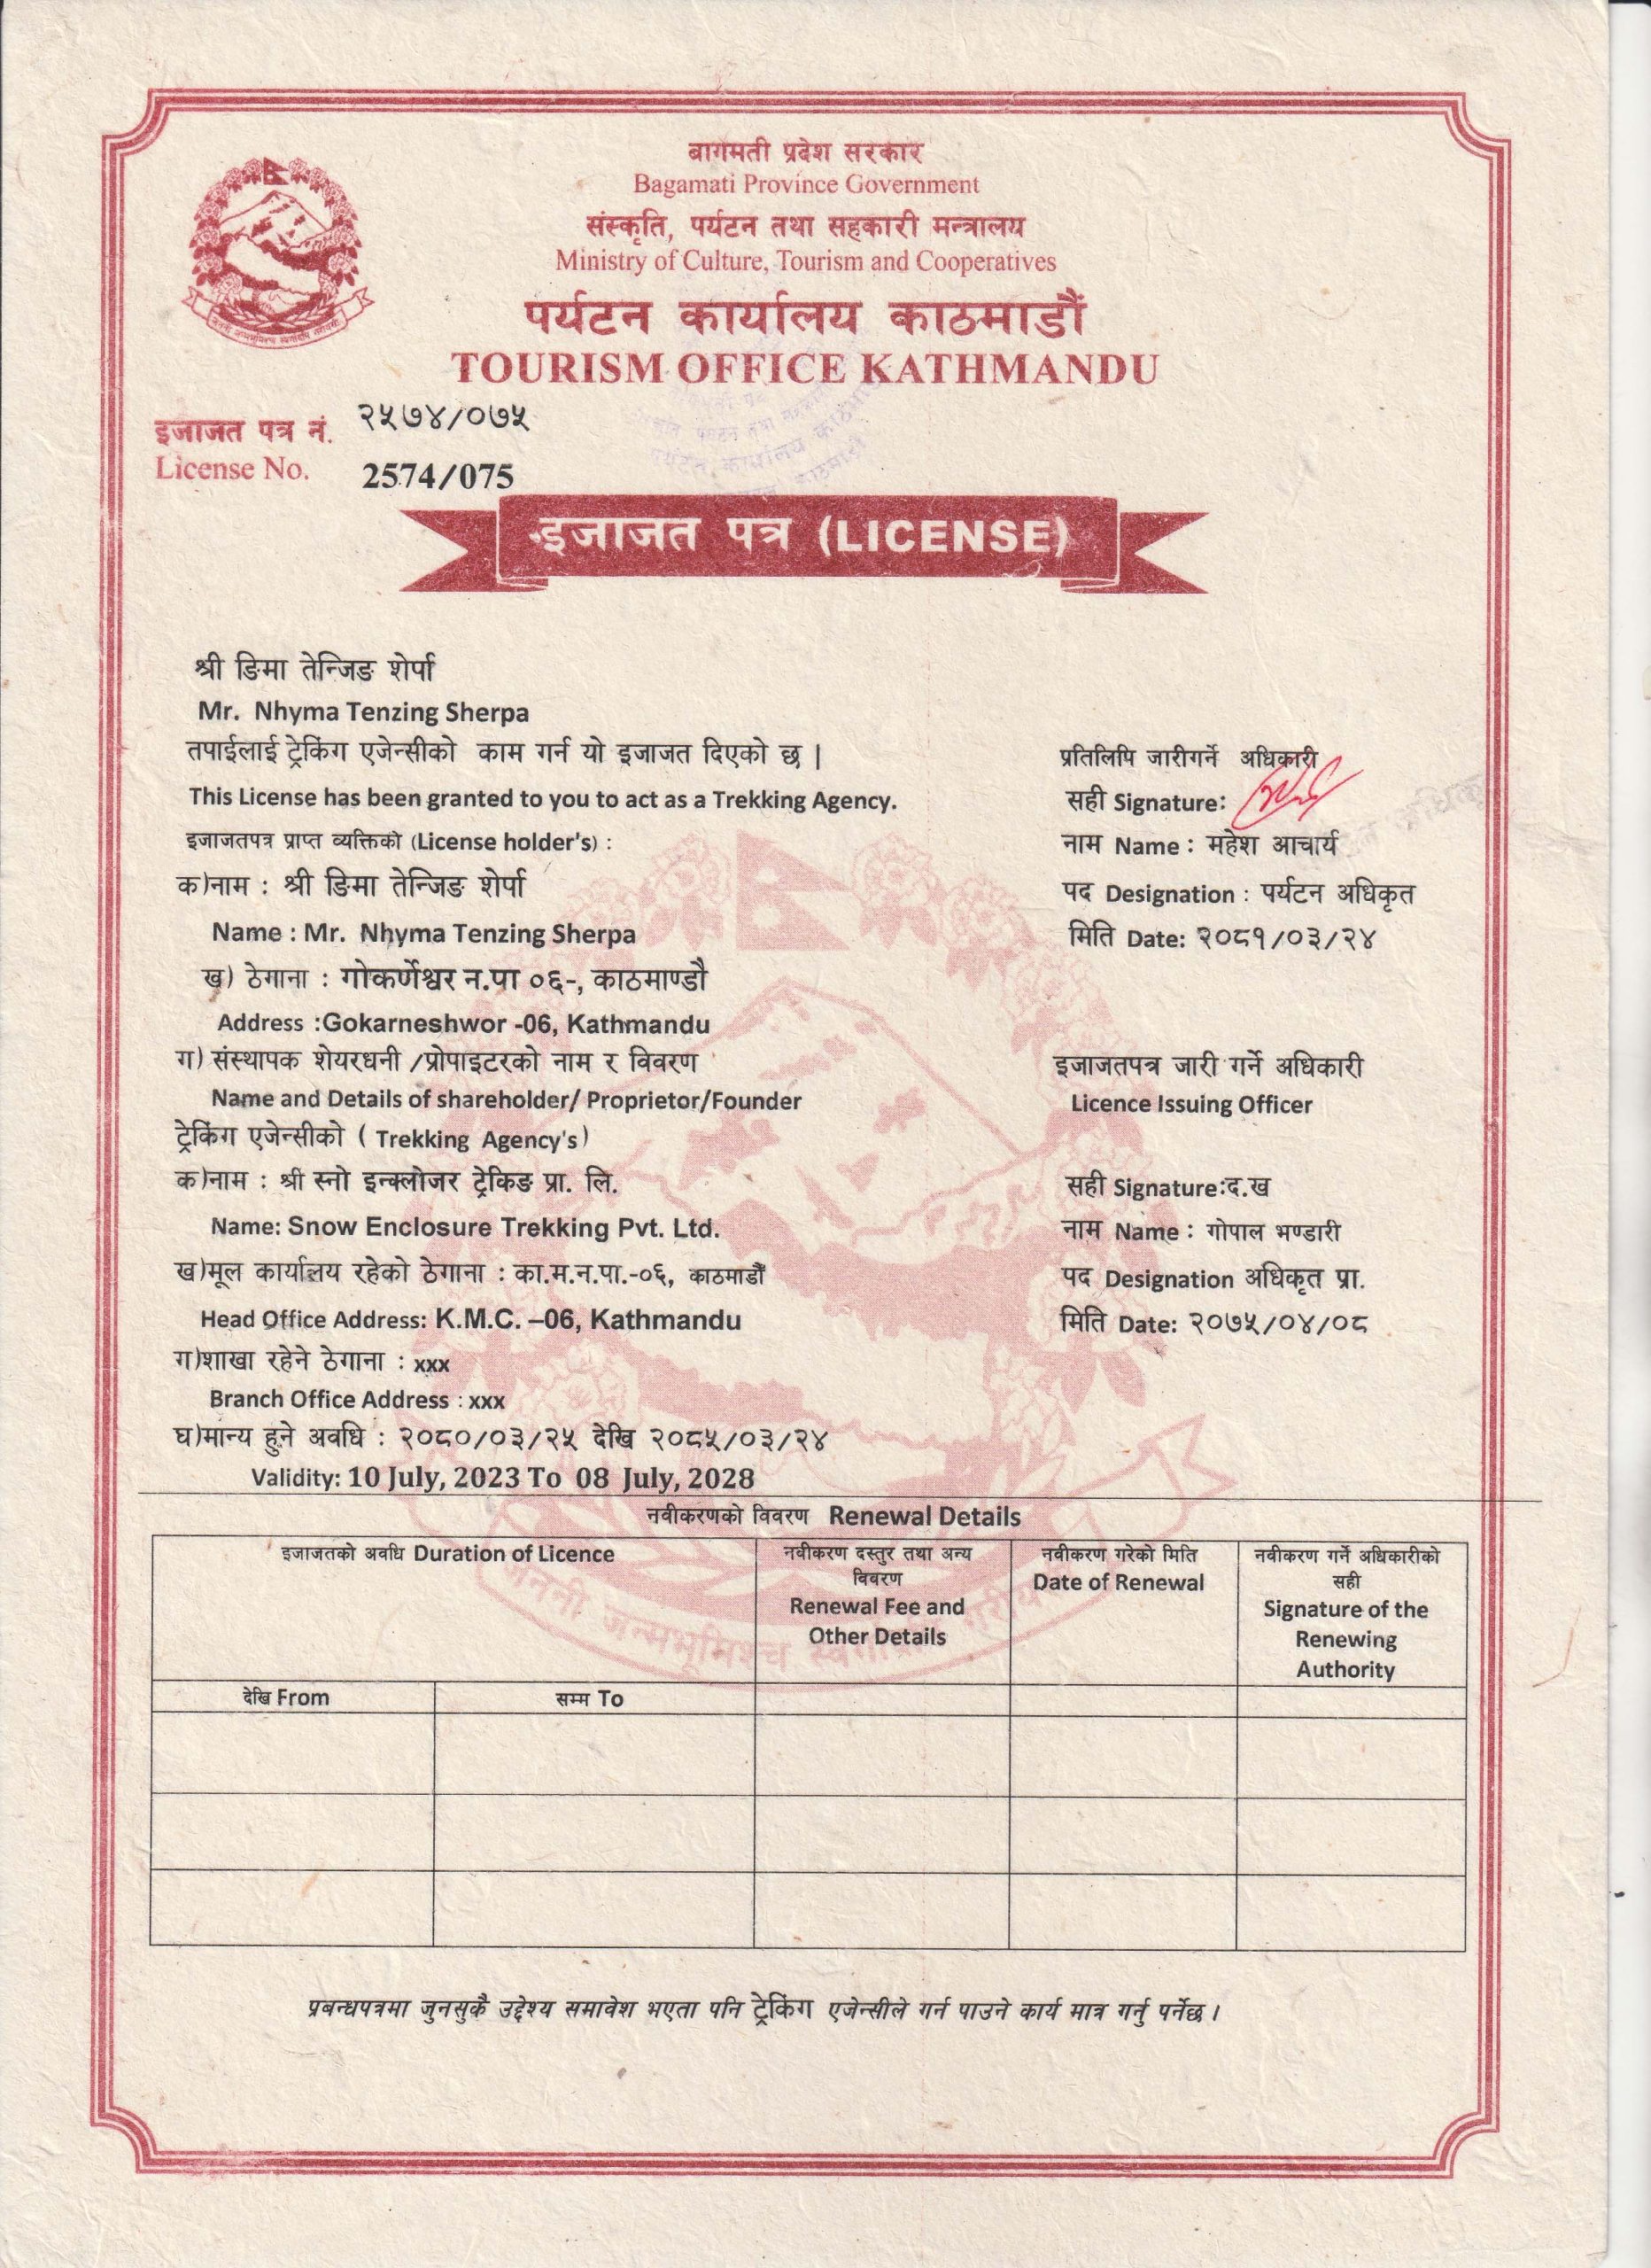 बागमती प्रदेश सरकार
Bagamati Province Government
संस्कृति, पर्यटन तथा सहकारी मन्त्रालय
Ministry of Culture, Tourism and Cooperatives
पर्यटन कार्यालय काठमाडौं
TOURISM OFFICE KATHMANDU
इजाजत पत्र नं. २५७४/०७५
License No. 2574/075
इजाजत पत्र (LICENSE)
श्री ङिमा तेन्जिङ शेर्पा
Mr. Nhyma Tenzing Sherpa
तपाईलाई ट्रेकिंग एजेन्सीको काम गर्न यो इजाजत दिएको छ |
This License has been granted to you to act as a Trekking Agency.
इजाजतपत्र प्राप्त व्यक्तिको (License holder's) :
क)नाम : श्री ङिमा तेन्जिङ शेर्पा
Name : Mr. Nhyma Tenzing Sherpa
ख) ठेगाना : गोकर्णेश्वर न.पा ०६-, काठमाण्डौ
Address :Gokarneshwor -06, Kathmandu
ग) संस्थापक शेयरधनी /प्रोपाइटरको नाम र विवरण
Name and Details of shareholder/ Proprietor/Founder
ट्रेकिंग एजेन्सीको ( Trekking Agency's)
क)नाम : श्री स्नो इन्क्लोजर ट्रेकिङ प्रा. लि.
Name: Snow Enclosure Trekking Pvt. Ltd.
ख)मूल कार्यालय रहेको ठेगाना : का.म.न.पा.-०६, काठमाडौँ
Head Office Address: K.M.C. –06, Kathmandu
ग)शाखा रहेने ठेगाना : xxx
Branch Office Address : xxx
घ)मान्य हुने अवधि : २०८०/०३/२५ देखि २०८५/०३/२४
Validity: 10 July, 2023 To 08 July, 2028
प्रतिलिपि जारीगर्ने अधिकारी
सही Signature:
नाम Name : महेश आचार्य
पद Designation : पर्यटन अधिकृत
मिति Date: २०८१/०३/२४
इजाजतपत्र जारी गर्ने अधिकारी
Licence Issuing Officer
सही Signature:द.ख
नाम Name : गोपाल भण्डारी
पद Designation अधिकृत प्रा.
मिति Date: २०७५/०४/०८
नवीकरणको विवरण Renewal Details
इजाजतको अवधि Duration of Licence
नवीकरण दस्तुर तथा अन्य
विवरण
Renewal Fee and
Other Details
नवीकरण गरेको मिति
Date of Renewal
नवीकरण गर्ने अधिकारीको
सही
Signature of the
Renewing
Authority
देखि From
सम्म To
प्रबन्धपत्रमा जुनसुकै उद्देश्य समावेश भएता पनि ट्रेकिंग एजेन्सीले गर्न पाउने कार्य मात्र गर्नु पर्नेछ ।